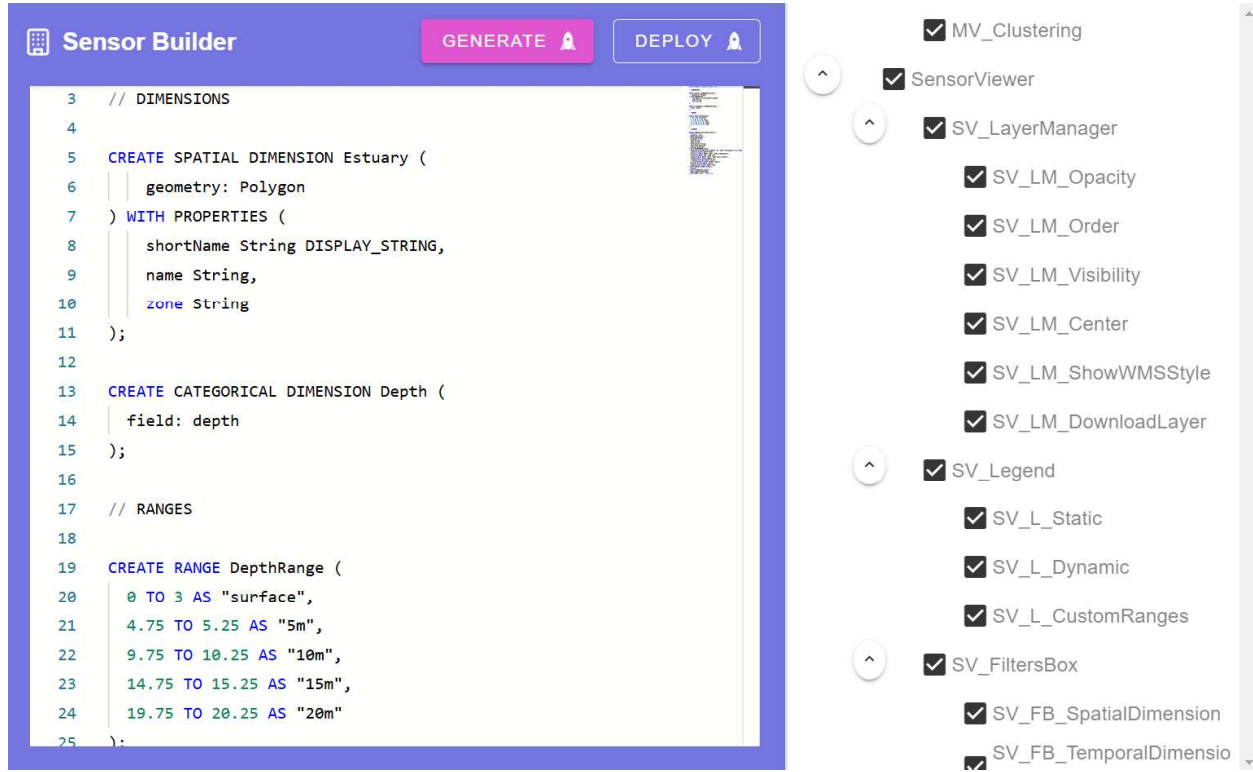 Sensor Builder
GENERATE
DEPLOY
3 // DIMENSIONS
4
5 CREATE SPATIAL DIMENSION Estuary (
6 geometry: Polygon
7 ) WITH PROPERTIES (
8 shortName String DISPLAY_STRING,
9 name String,
10 zone String
11 );
12
13 CREATE CATEGORICAL DIMENSION Depth (
14 field: depth
15 );
16
17 // RANGES
18
19 CREATE RANGE DepthRange (
20 0 TO 3 AS "surface",
21 4.75 TO 5.25 AS "5m",
22 9.75 TO 10.25 AS "10m",
23 14.75 TO 15.25 AS "15m",
24 19.75 TO 20.25 AS "20m"
25 );
MV_Clustering
SensorViewer
SV_LayerManager
SV_LM_Opacity
SV_LM_Order
SV_LM_Visibility
SV_LM_Center
SV_LM_ShowWMSStyle
SV_LM_DownloadLayer
SV_Legend
SV_L_Static
SV_L_Dynamic
SV_L_CustomRanges
SV_FiltersBox
SV_FB_SpatialDimension
SV_FB_TemporalDimensio